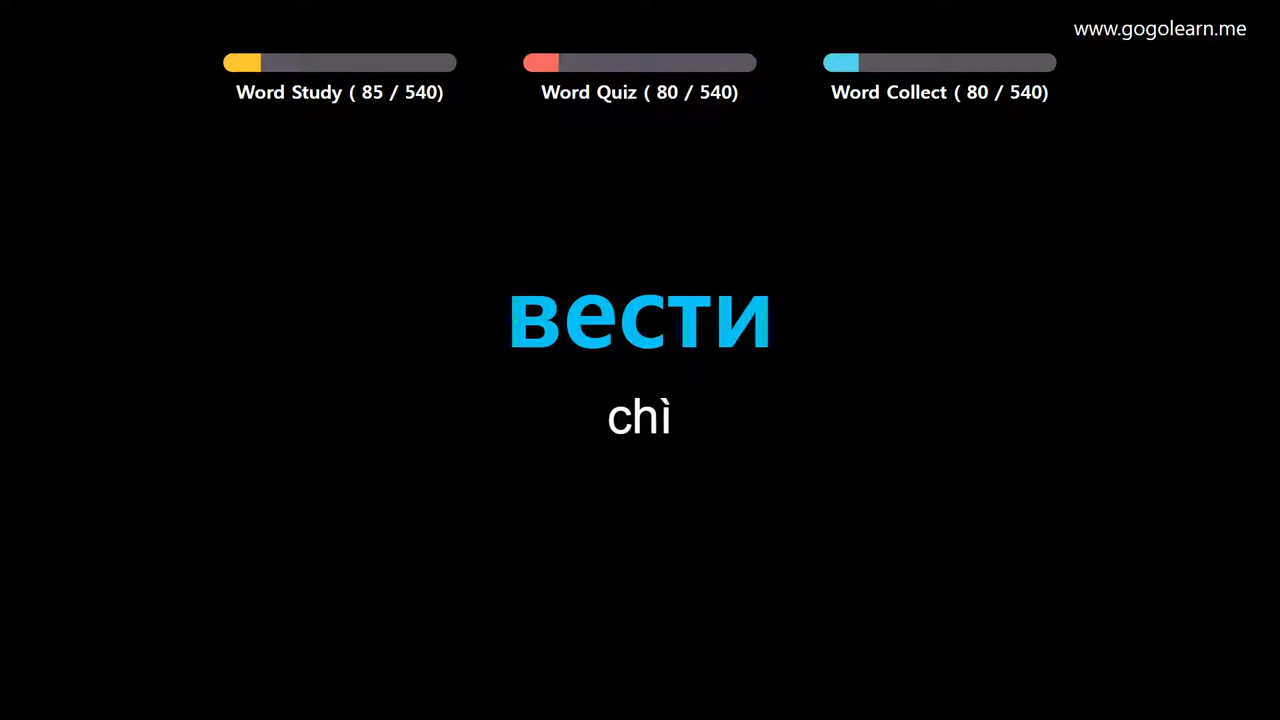 www.gogolearn.me
Word Study ( 85 / 540)
Word Quiz ( 80 / 540)
Word Collect ( 80 / 540)
вести
chì